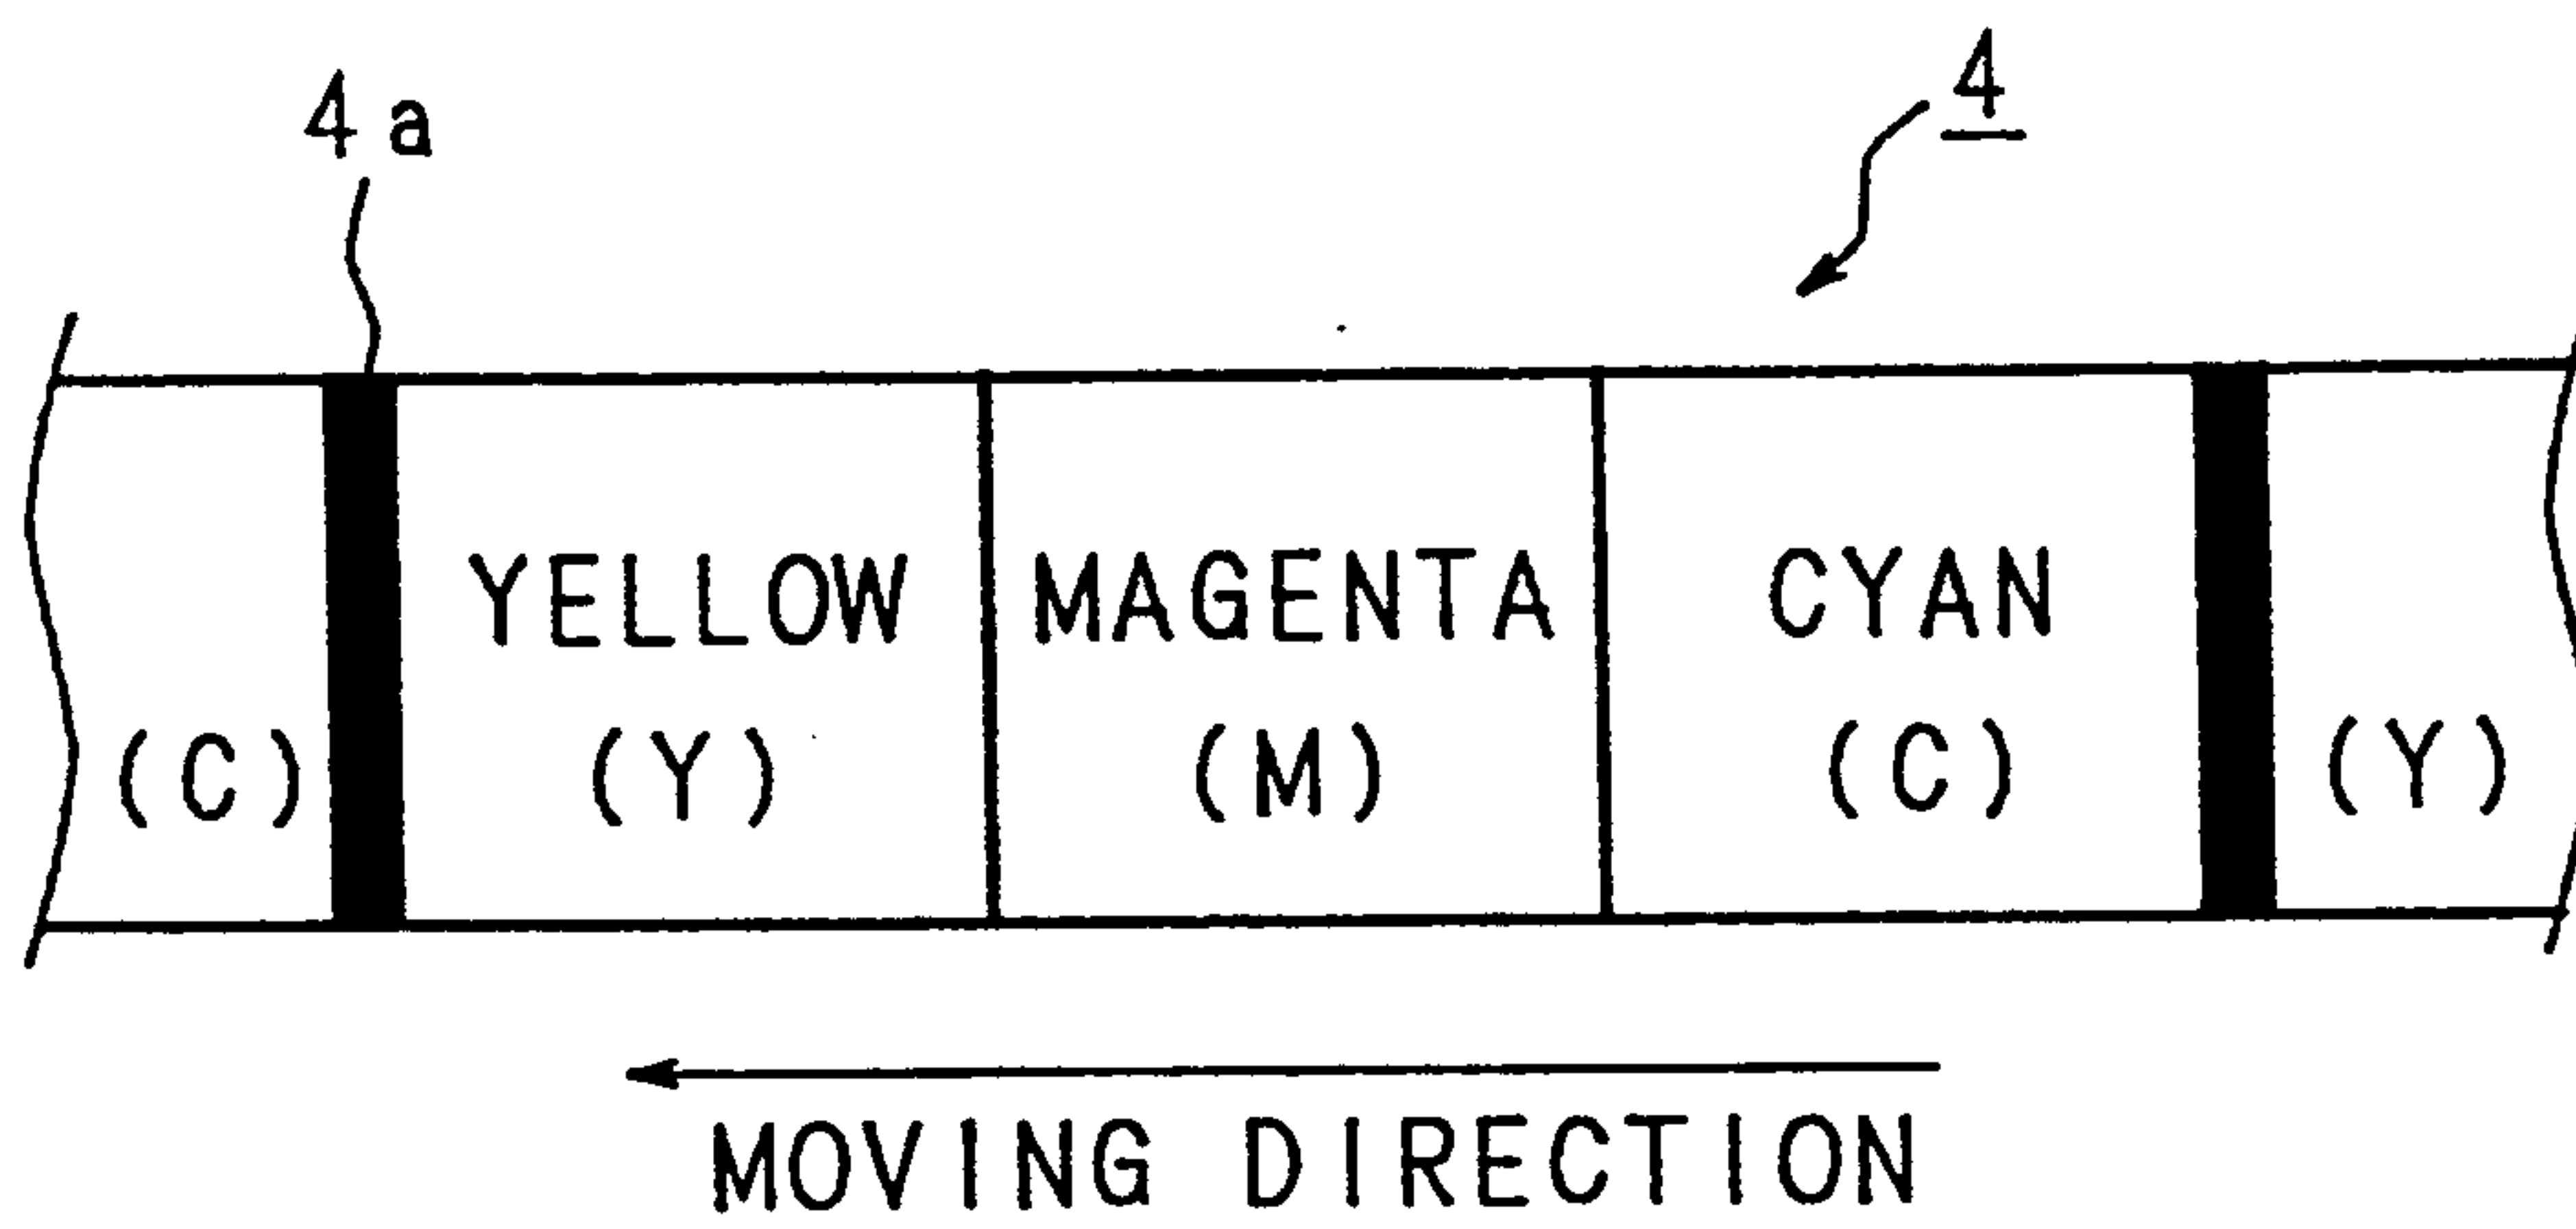 4a
4
YELLOW MAGENTA CYAN
(C) (Y) (M) (C) (Y)
MOVING DIRECTION